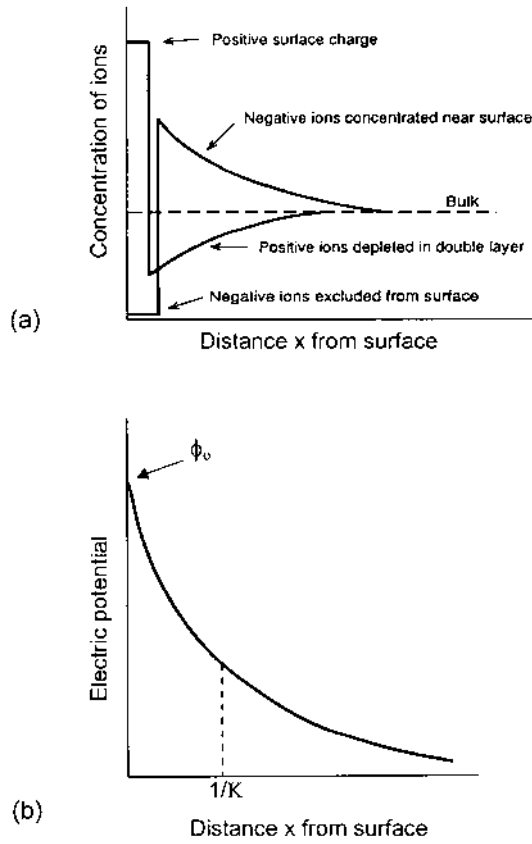 Concentration of ions
Positive surface charge
Negative ions concentrated near surface
Bulk
Positive ions depleted in double layer
Negative ions excluded from surface
(a)
Distance x from surface
ϕ₀
Electric potential
1/K
(b)
Distance x from surface